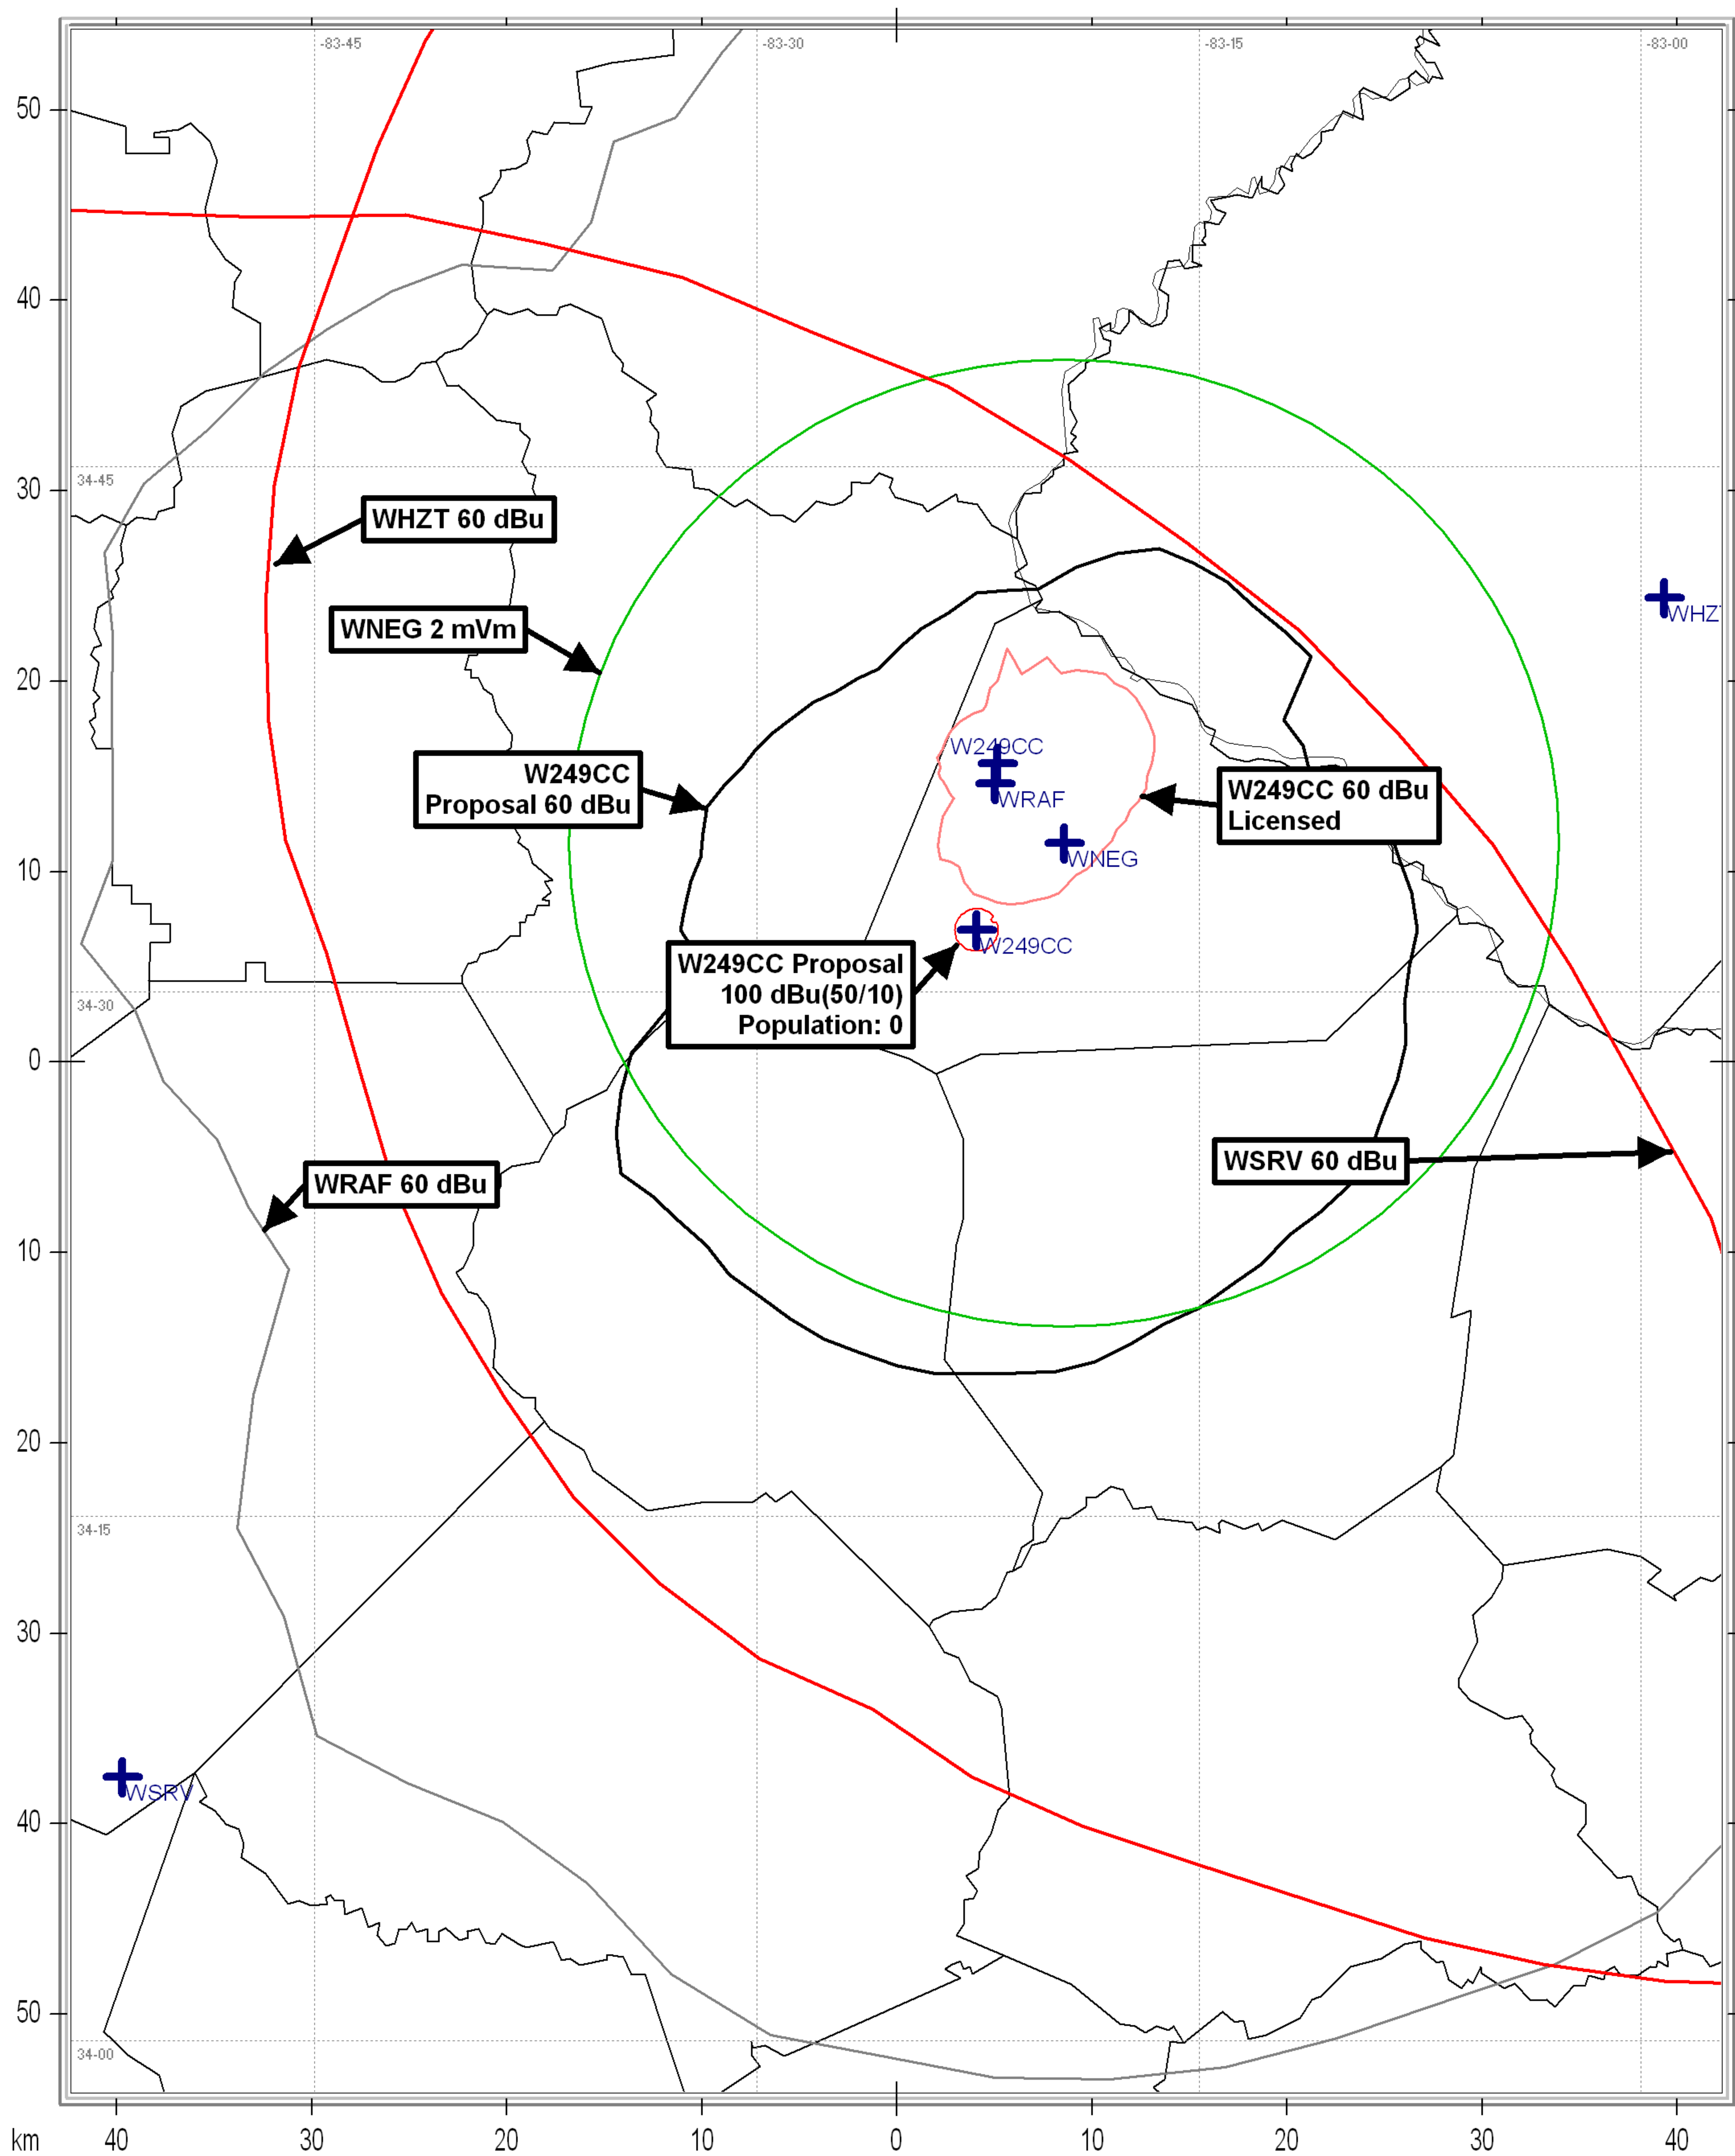 -83-45
-83-30
-83-15
-83-00
50
40
34-45
30
WHZT 60 dBu
WNEG 2 mVm
WHZT
20
W249CC
Proposal 60 dBu
W249CC
WRAF
W249CC 60 dBu
Licensed
WNEG
10
W249CC
W249CC Proposal
100 dBu(50/10)
Population: 0
34-30
0
WSRV 60 dBu
WRAF 60 dBu
10
20
34-15
30
WSRV
40
50
34-00
km
40
30
20
10
0
10
20
30
40